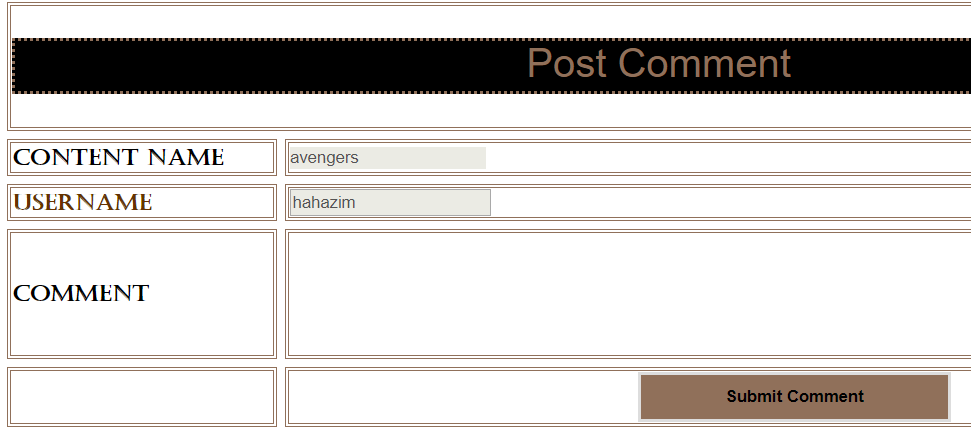 Post Comment
CONTENT NAME
avengers
USERNAME
hahazim
COMMENT
Submit Comment